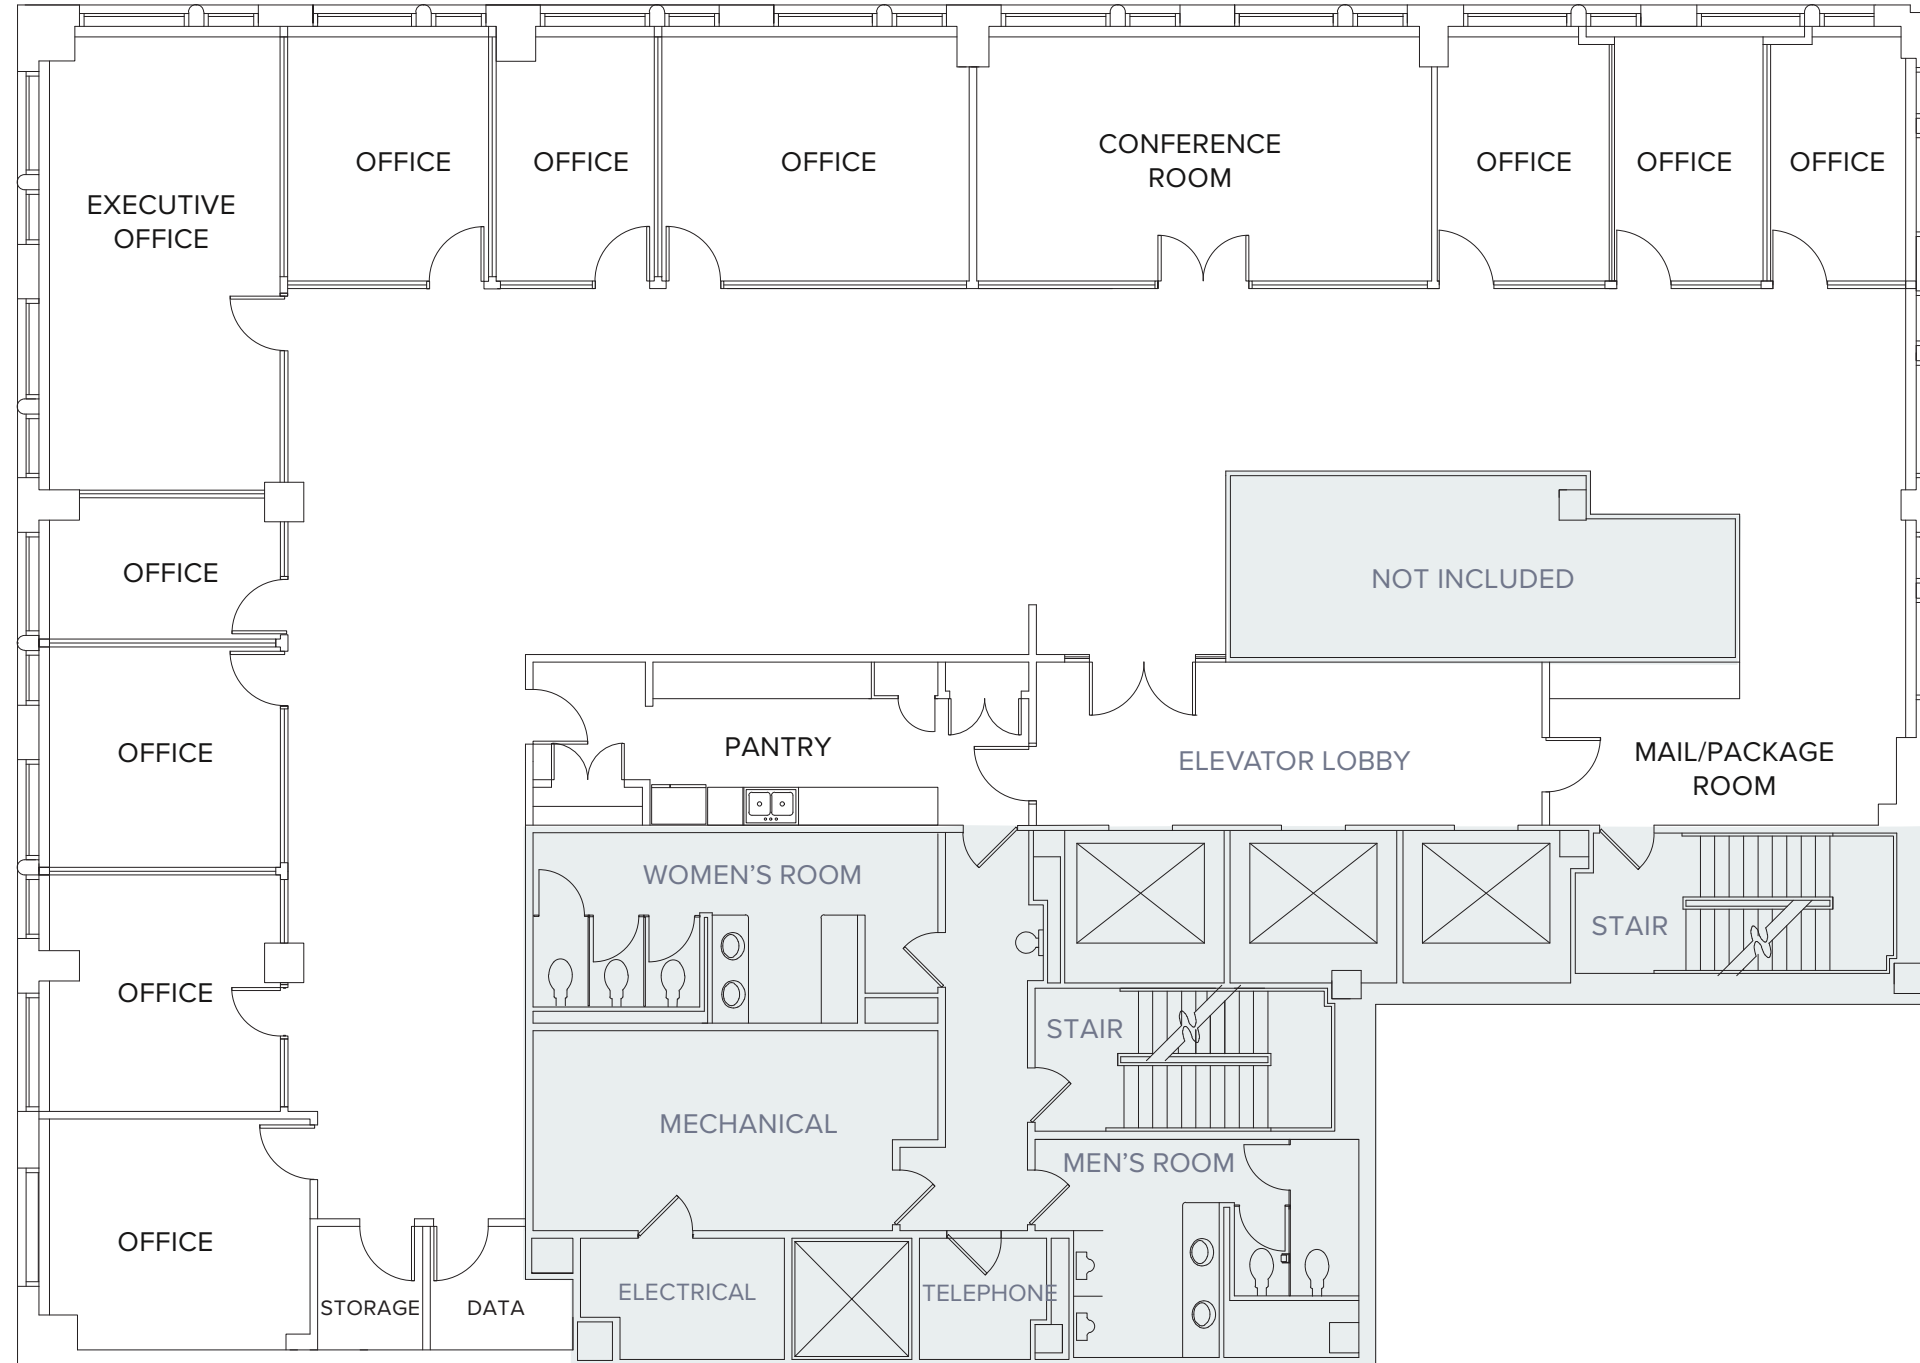 OFFICE
OFFICE
OFFICE
CONFERENCE
ROOM
OFFICE
OFFICE
OFFICE
EXECUTIVE
OFFICE
OFFICE
NOT INCLUDED
OFFICE
PANTRY
ELEVATOR LOBBY
MAIL/PACKAGE
ROOM
WOMEN’S ROOM
STAIR
OFFICE
STAIR
MECHANICAL
MEN’S ROOM
OFFICE
STORAGE
DATA
ELECTRICAL
TELEPHONE